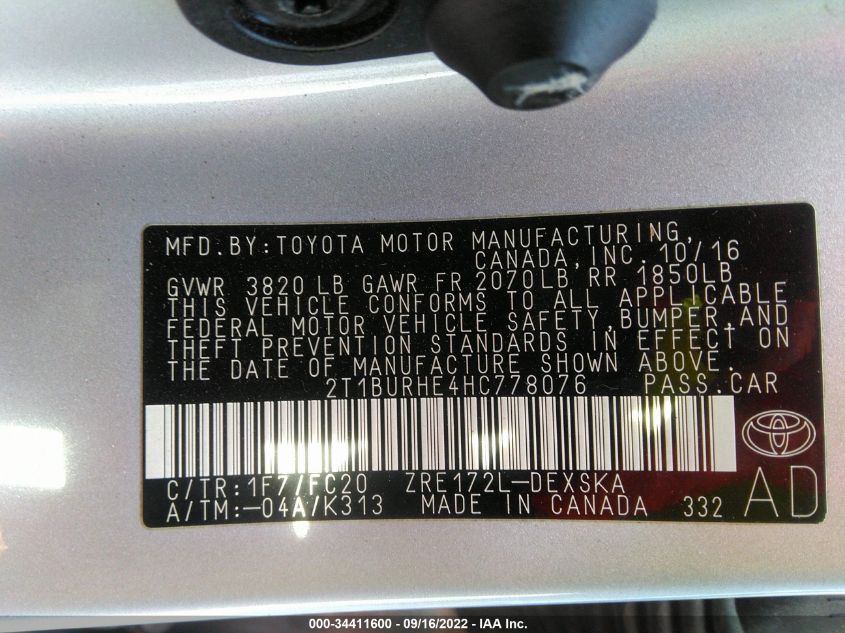 MFD.BY:TOYOTA MOTOR MANUFACTURING,
CANADA,INC. 10/16
GVWR 3820 LB GAWR FR 2070LB RR 1850LB
THIS VEHICLE CONFORMS TO ALL APPLICABLE
FEDERAL MOTOR VEHICLE SAFETY,BUMPER,AND
THEFT PREVENTION STANDARDS IN EFFECT ON
THE DATE OF MANUFACTURE SHOWN ABOVE.
2T1BURHE4HC778076 PASS.CAR
C/TR:1F7/FC20 ZRE172L-DEXSKA
A/TM:-04A/K313 MADE IN CANADA 332 AD
000-34411600 - 09/16/2022 - IAA Inc.